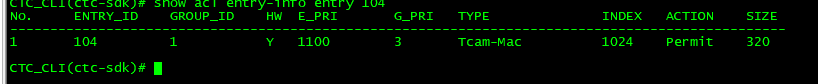 CTC_CLI(ctc-sdk)# show acl entry-info entry 104
No. ENTRY_ID GROUP_ID HW E_PRI G_PRI TYPE INDEX ACTION SIZE
1 104 1 Y 1100 3 Tcam-Mac 1024 Permit 320
CTC_CLI(ctc-sdk)#